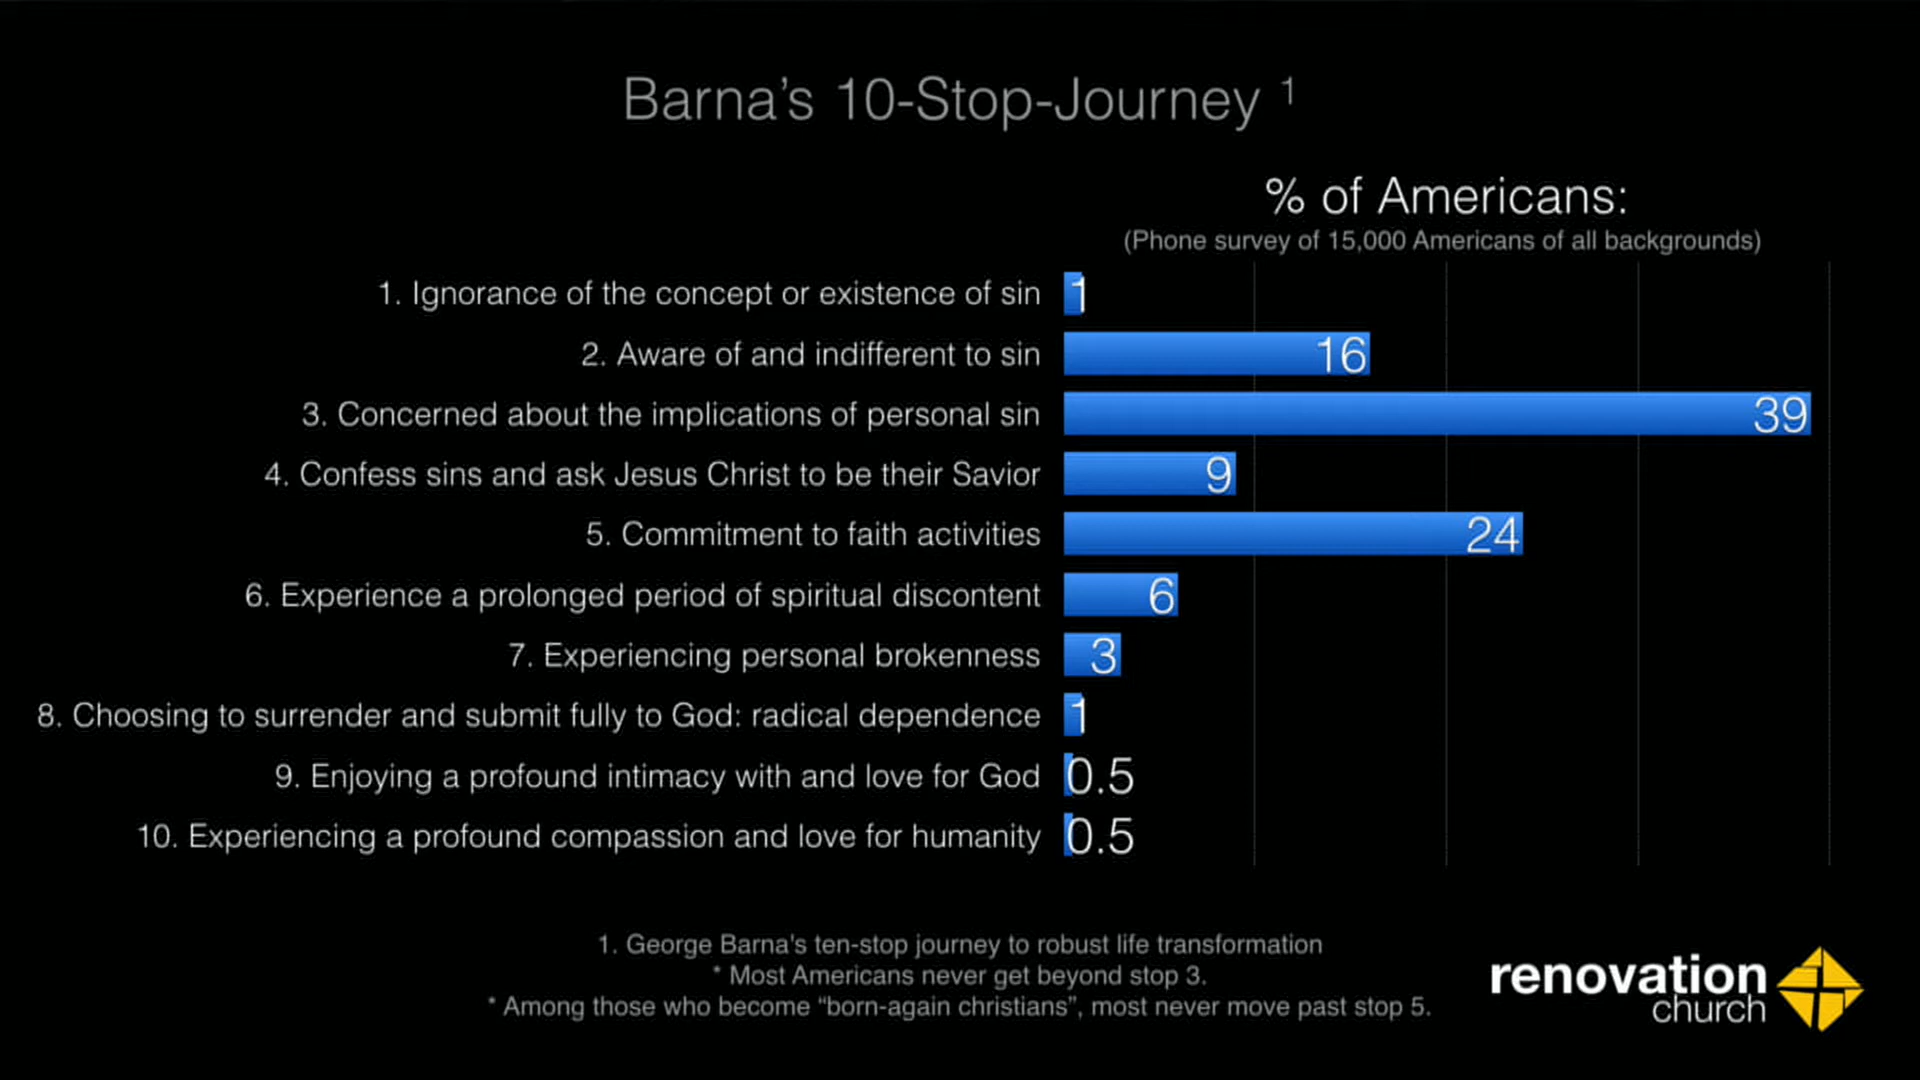 Barna's 10-Stop-Journey 1
% of Americans:
(Phone survey of 15,000 Americans of all backgrounds)
1. Ignorance of the concept or existence of sin 1
2. Aware of and indifferent to sin 16
3. Concerned about the implications of personal sin 39
4. Confess sins and ask Jesus Christ to be their Savior 9
5. Commitment to faith activities 24
6. Experience a prolonged period of spiritual discontent 6
7. Experiencing personal brokenness 3
8. Choosing to surrender and submit fully to God: radical dependence 1
9. Enjoying a profound intimacy with and love for God 0.5
10. Experiencing a profound compassion and love for humanity 0.5
1. George Barna's ten-stop journey to robust life transformation
* Most Americans never get beyond stop 3.
* Among those who become “born-again christians”, most never move past stop 5.
renovation
church